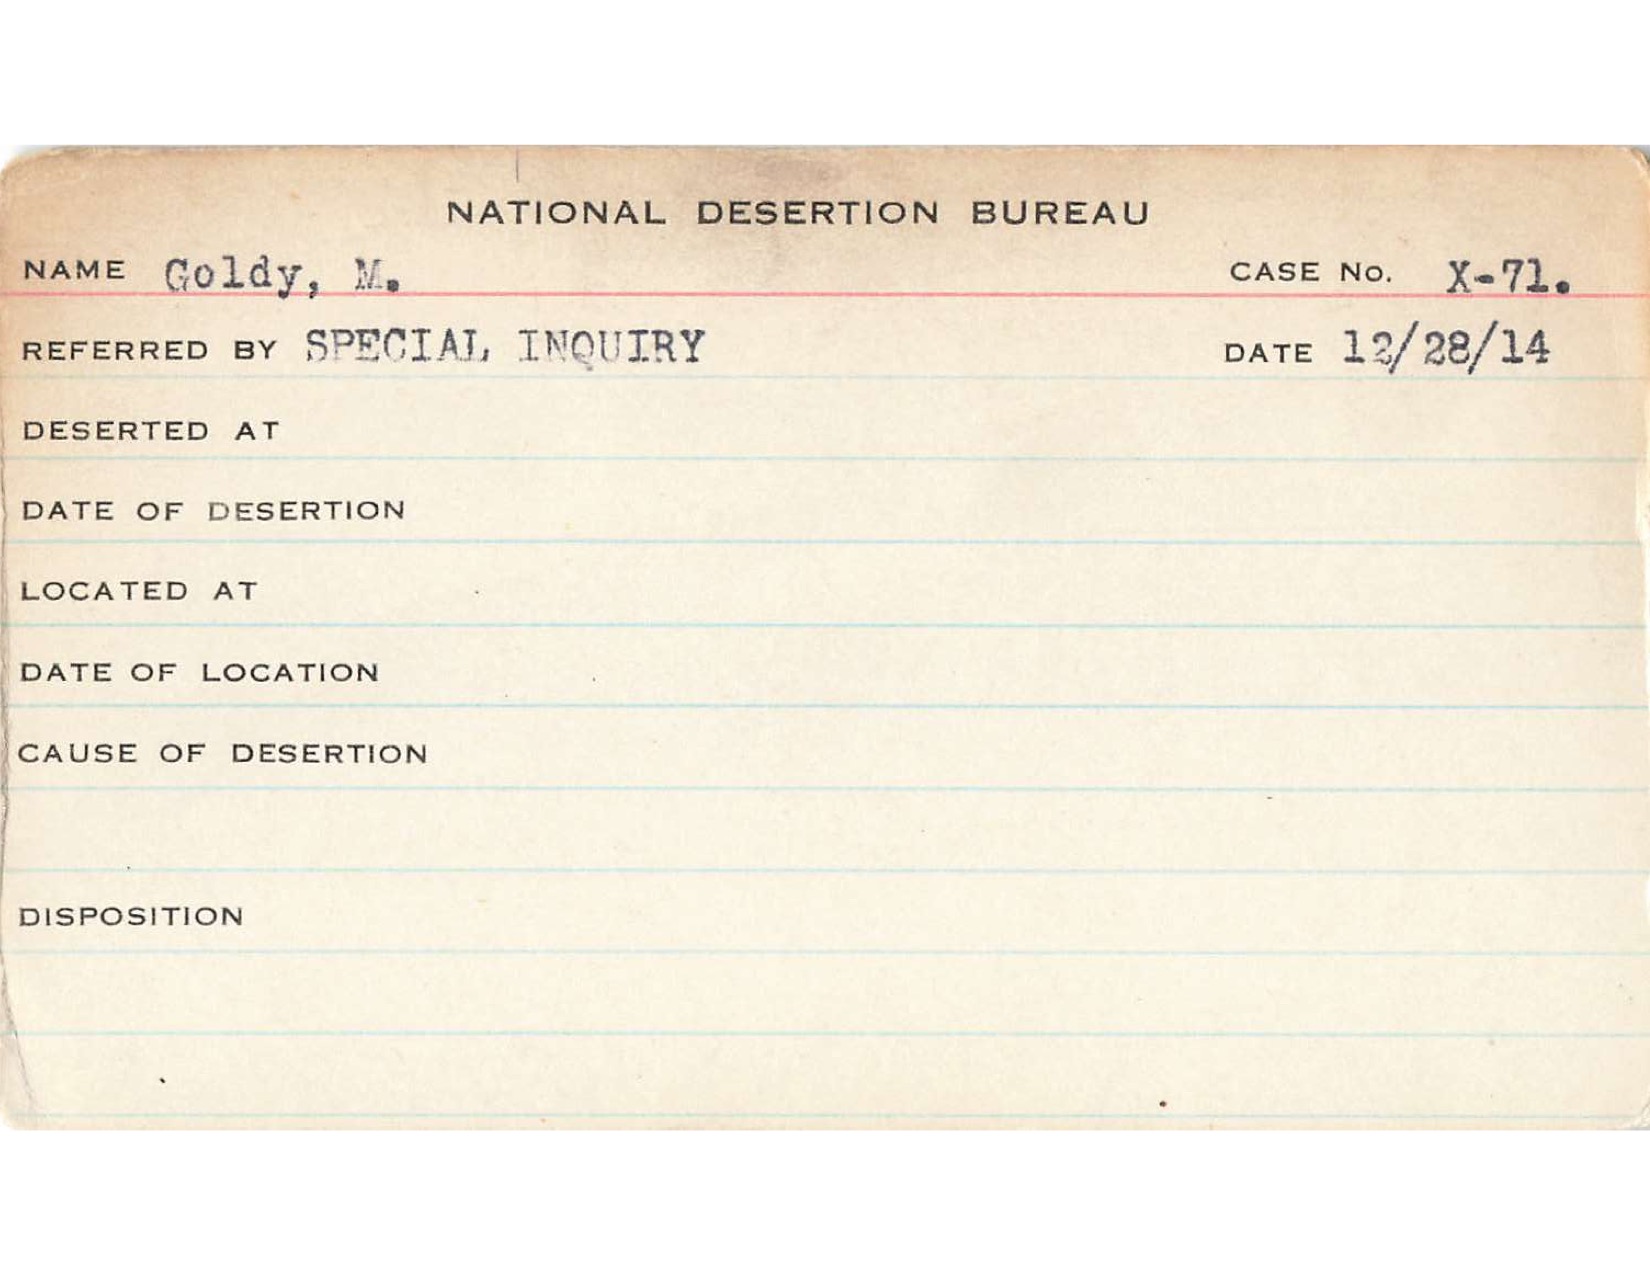 NATIONAL DESERTION BUREAU
NAME Goldy, M. CASE No. X-71.
REFERRED BY SPECIAL INQUIRY DATE 12/28/14
DESERTED AT
DATE OF DESERTION
LOCATED AT
DATE OF LOCATION
CAUSE OF DESERTION
DISPOSITION